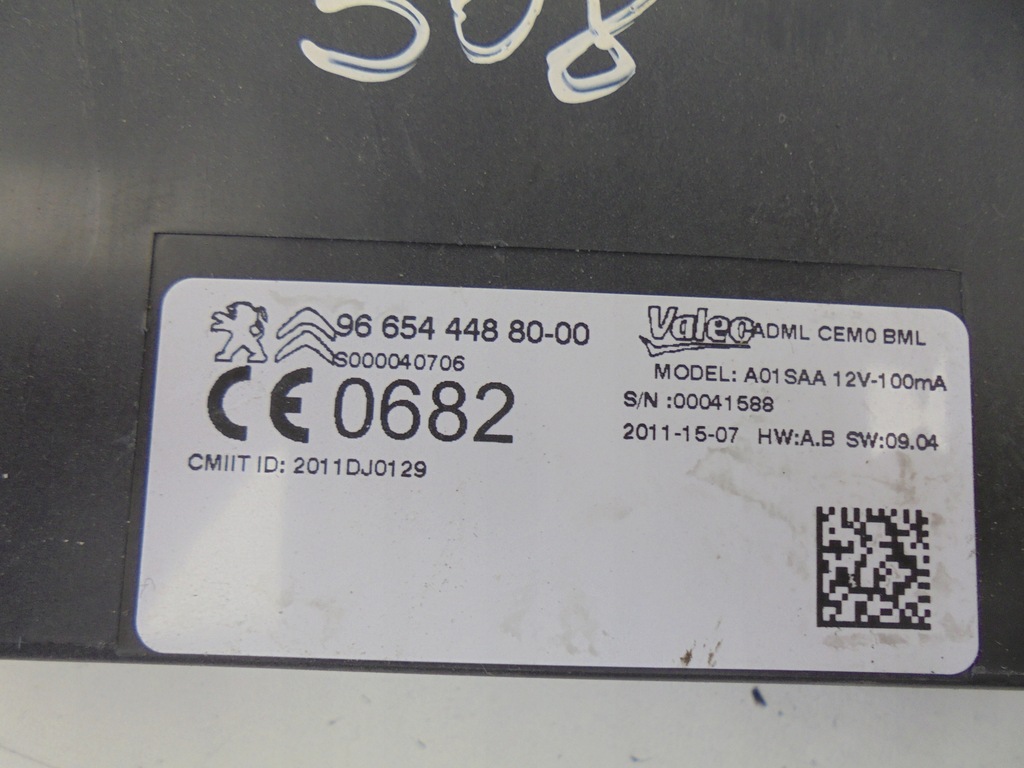 508
96 654 448 80-00
S000040706
CE 0682
CMIIT ID: 2011DJ0129
Valeo ADML CEM0 BML
MODEL: A01SAA 12V-100mA
S/N :00041588
2011-15-07 HW:A.B SW:09.04